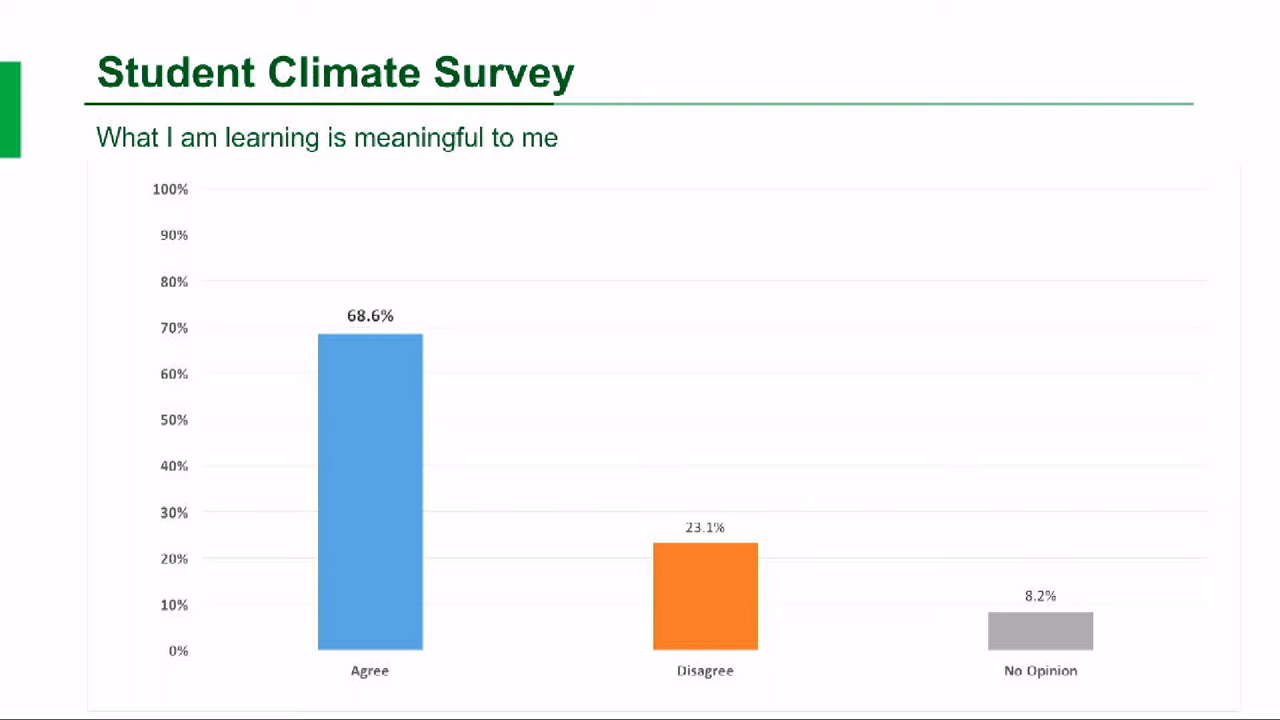 Student Climate Survey
What I am learning is meaningful to me
100%
90%
80%
70%
60%
50%
40%
30%
20%
10%
0%
68.6%
23.1%
8.2%
Agree
Disagree
No Opinion